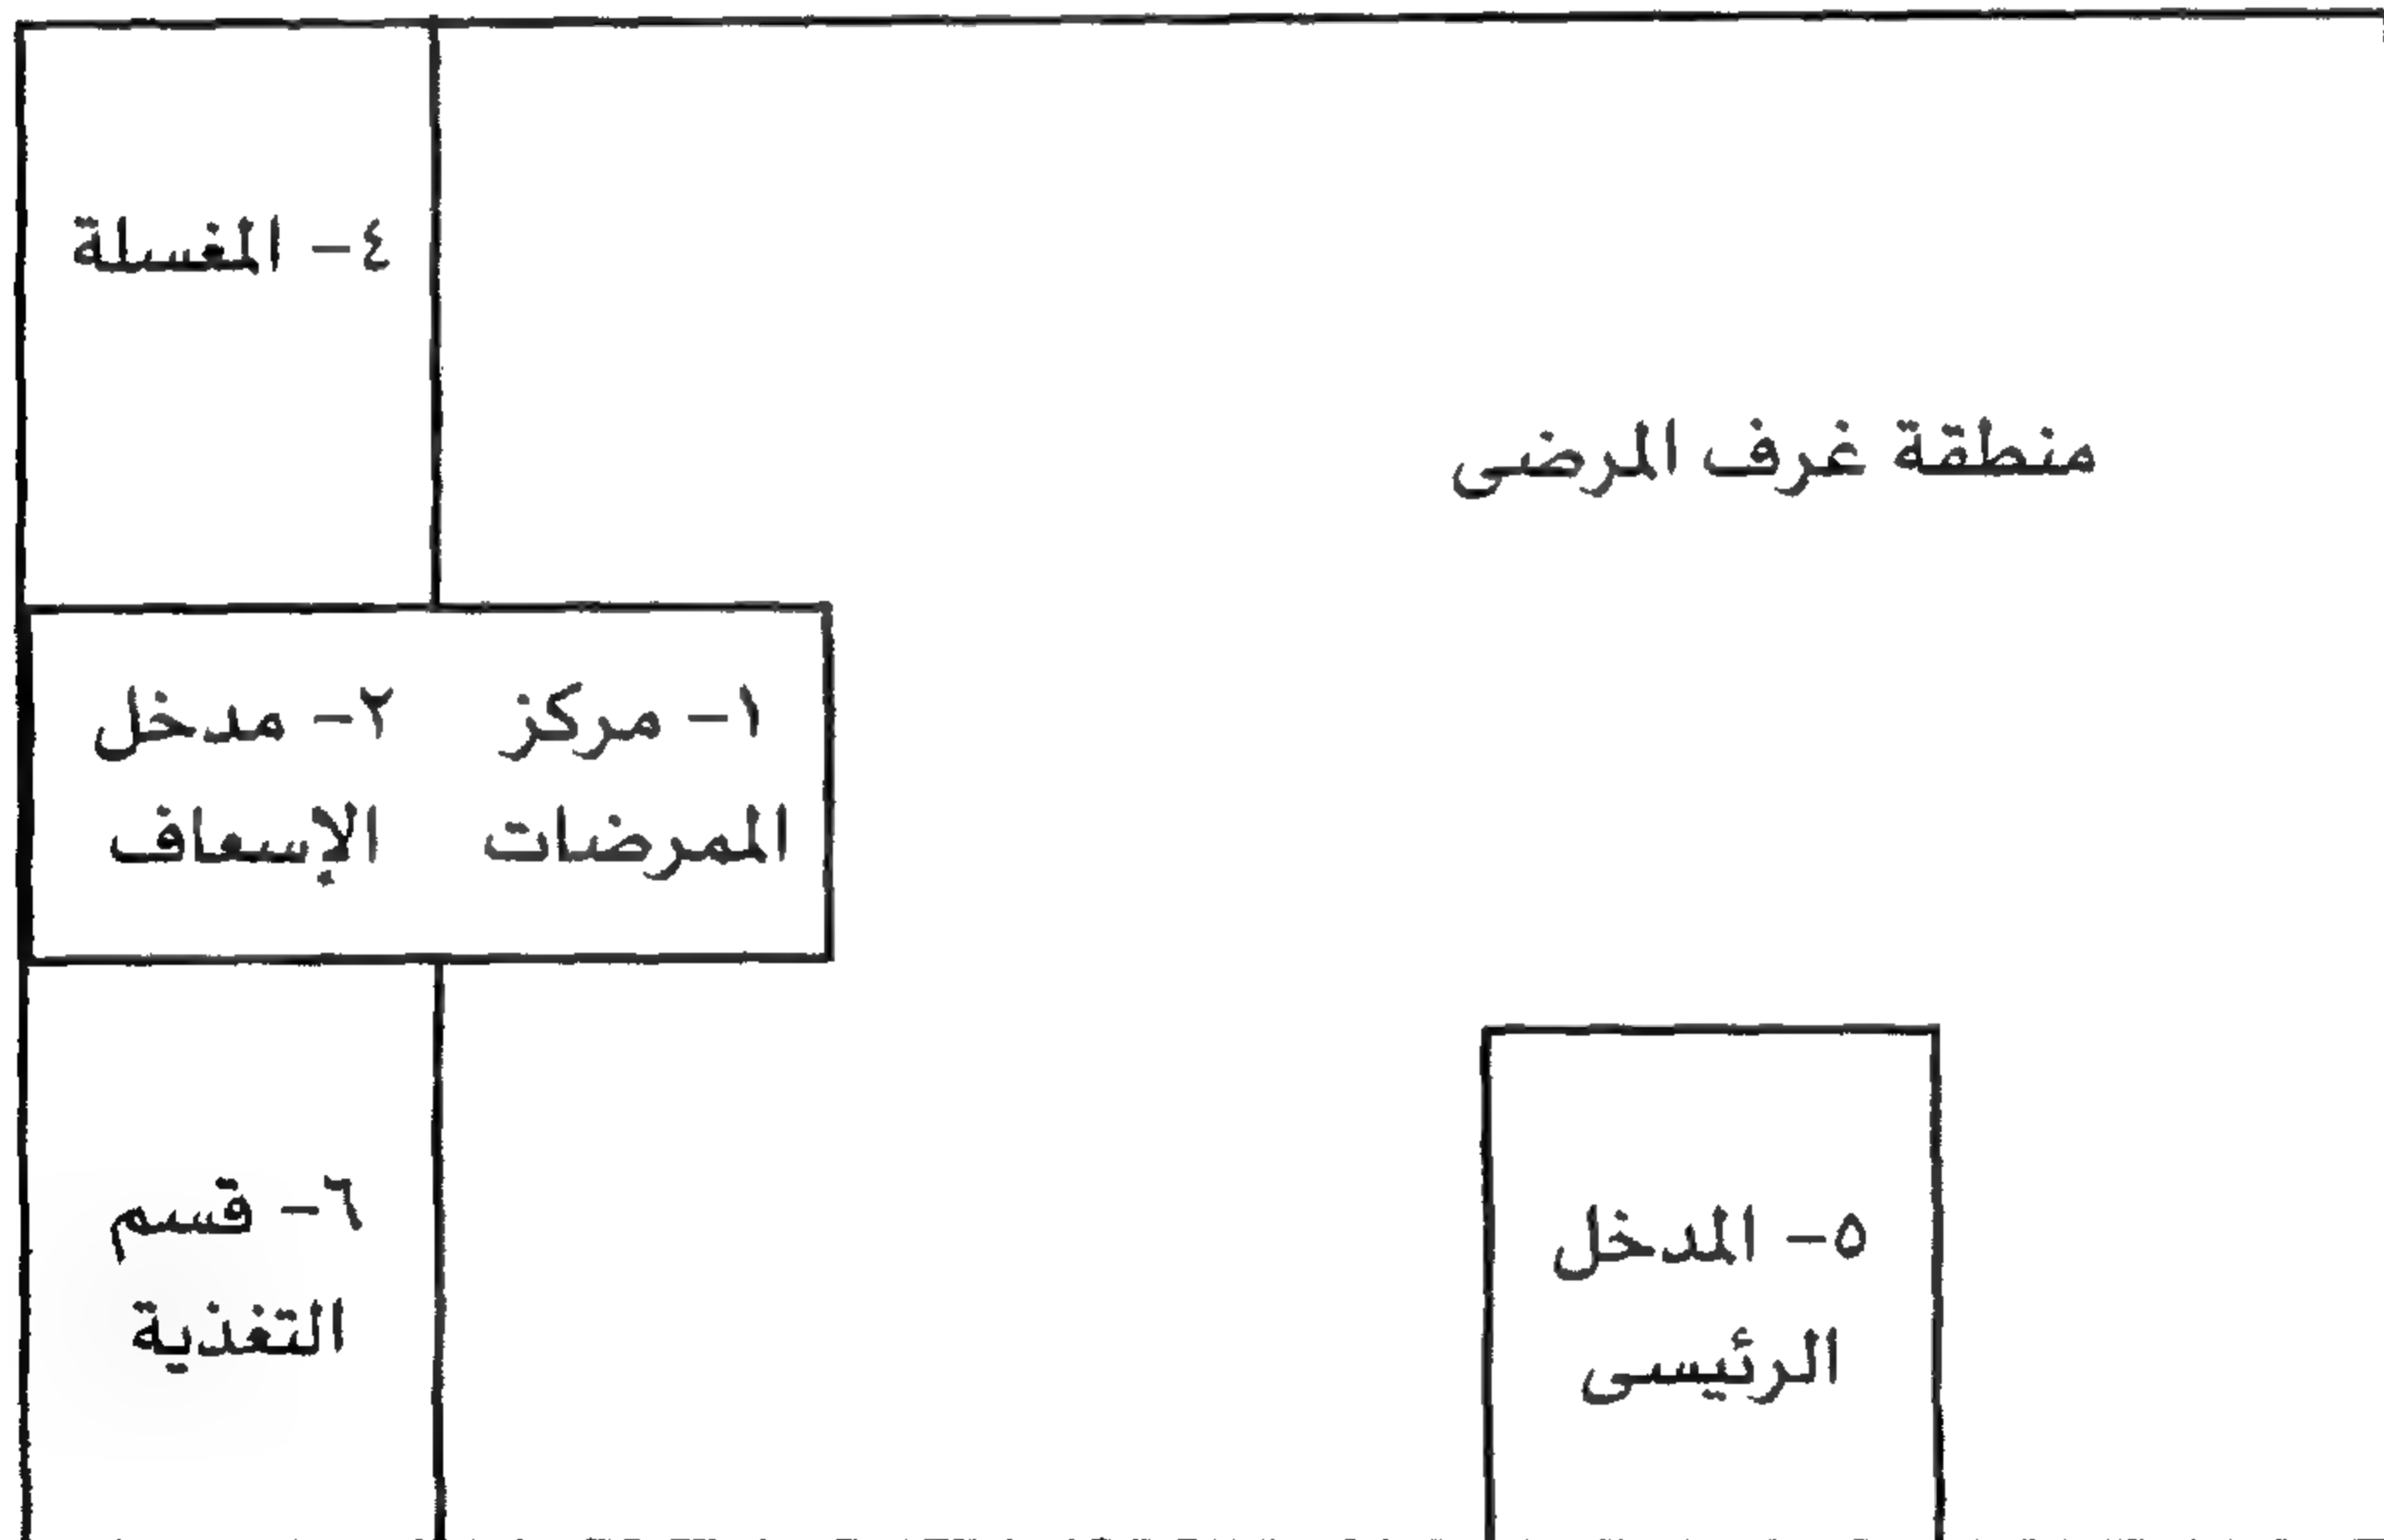 ٤- المغسلة
منطقة غرف المرضى
١- مركز
الممرضات
٢- مدخل
الإسعاف
٥- المدخل
الرئيسى
٦- قسم
التغذية